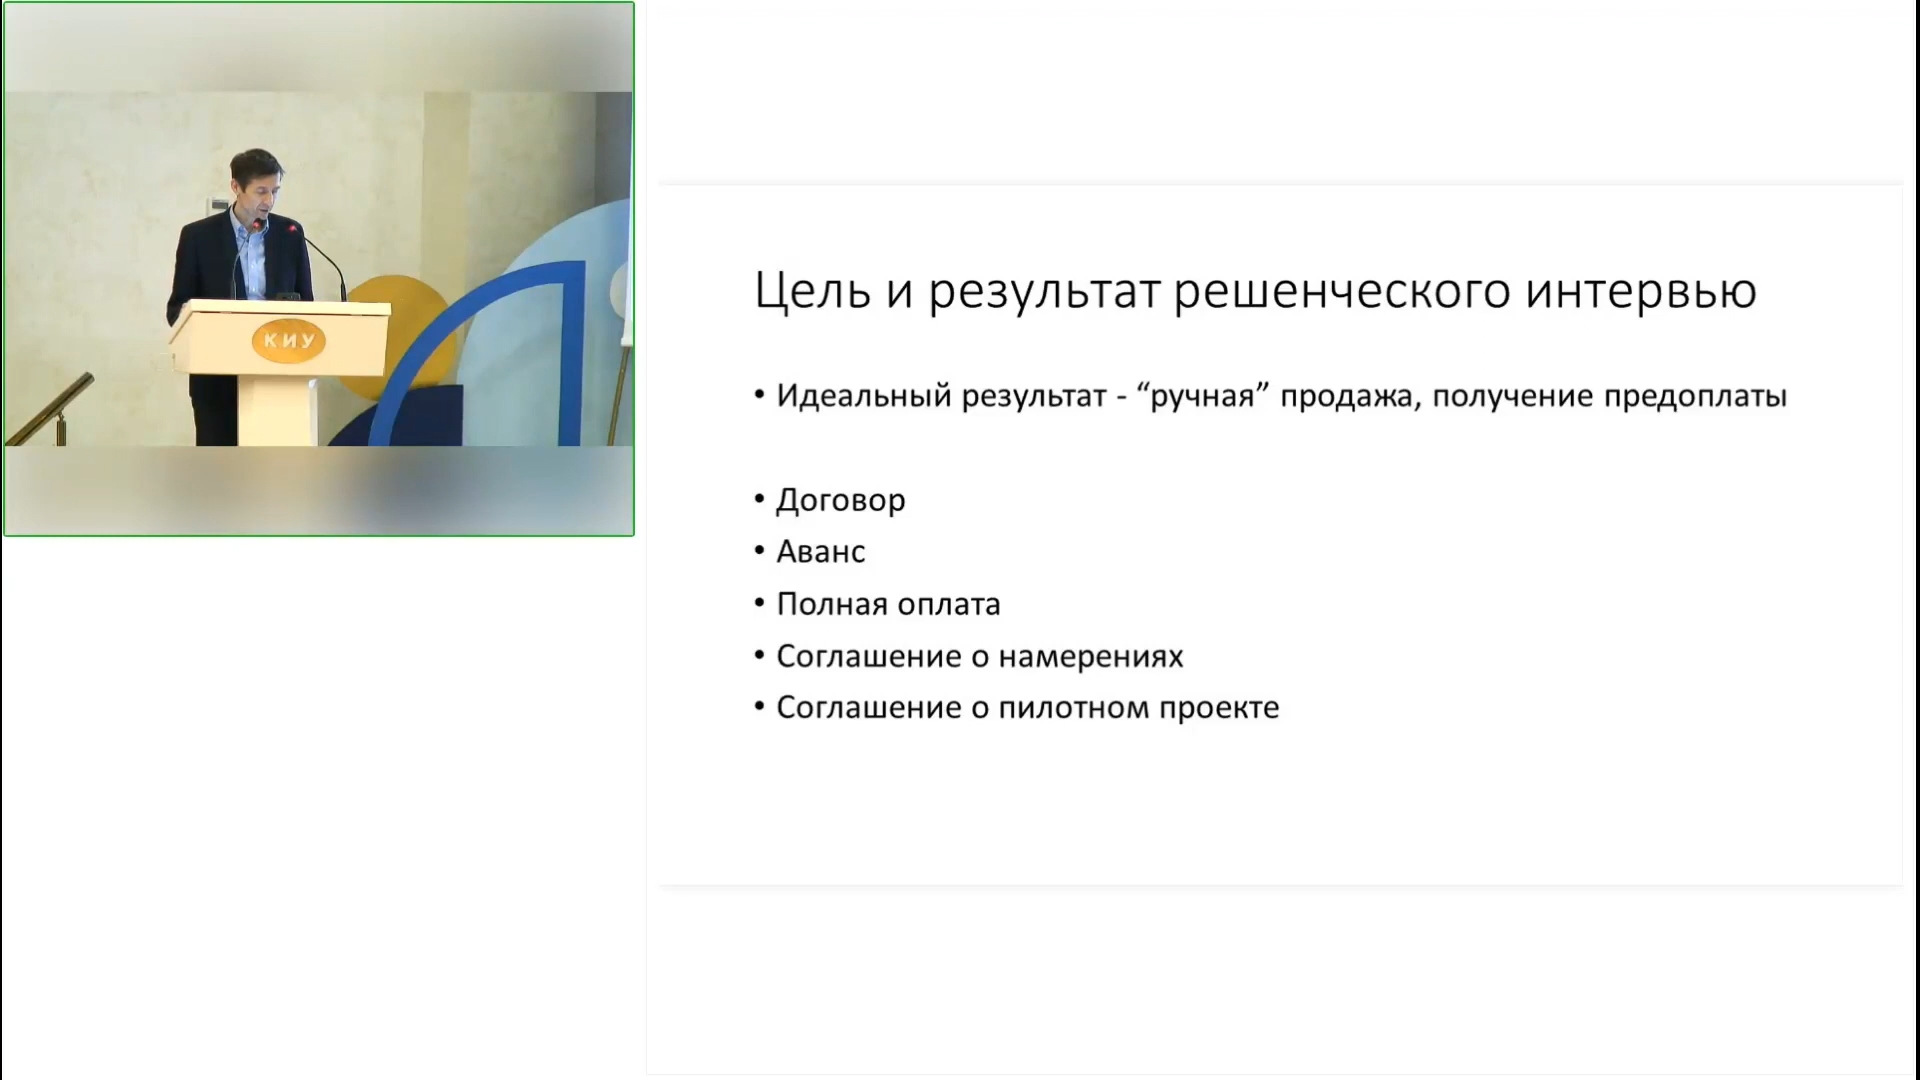 КИУ
Цель и результат решенческого интервью
• Идеальный результат - “ручная” продажа, получение предоплаты
• Договор
• Аванс
• Полная оплата
• Соглашение о намерениях
• Соглашение о пилотном проекте